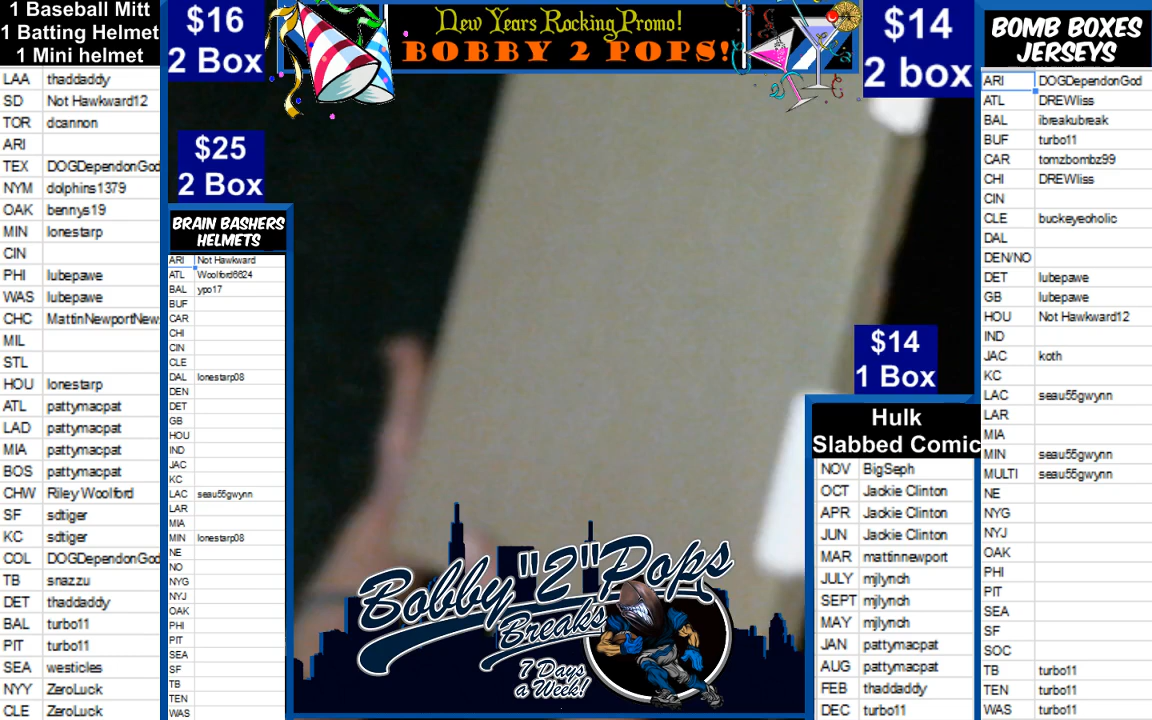 1 Baseball Mitt
1 Batting Helmet
1 Mini helmet
LAA thaddaddy
SD Not Hawkward12
TOR dcannon
ARI
TEX DOGDependonGod
NYM dolphins1379
OAK bennys19
MIN lonestarp
CIN
PHI lubepawe
WAS lubepawe
CHC MattinNewportNew
MIL
STL
HOU lonestarp
ATL pattymacpat
LAD pattymacpat
MIA pattymacpat
BOS pattymacpat
CHW Riley Woolford
SF sdtiger
KC sdtiger
COL DOGDependonGod
TB snazzu
DET thaddaddy
BAL turbo11
PIT turbo11
SEA westicles
NYY ZeroLuck
CLE ZeroLuck
$16
2 Box
$25
2 Box
BRAIN BASHERS
HELMETS
ARI Not Hawkward
ATL Woolford6624
BAL ypo17
BUF
CAR
CHI
CIN
CLE
DAL lonestarp08
DEN
DET
GB
HOU
IND
JAC
KC
LAC seau55gwynn
LAR
MIA
MIN lonestarp08
NE
NO
NYG
NYJ
OAK
PHI
PIT
SEA
SF
TB
TEN
WAS
New Years Rocking Promo!
BOBBY 2 POPS!
Bobby "2" Pops
Breaks
7 Days
a Week!
$14
2 box
$14
1 Box
Hulk
Slabbed Comic
NOV BigSeph
OCT Jackie Clinton
APR Jackie Clinton
JUN Jackie Clinton
MAR mattinnewport
JULY mjlynch
SEPT mjlynch
MAY mjlynch
JAN pattymacpat
AUG pattymacpat
FEB thaddaddy
DEC turbo11
BOMB BOXES
JERSEYS
ARI DOGDependonGod
ATL DREWliss
BAL ibreakubreak
BUF turbo11
CAR tomzbombz99
CHI DREWliss
CIN
CLE buckeyeoholic
DAL
DEN/NO
DET lubepawe
GB lubepawe
HOU Not Hawkward12
IND
JAC koth
KC
LAC seau55gwynn
LAR
MIA
MIN seau55gwynn
MULTI seau55gwynn
NE
NYG
NYJ
OAK
PHI
PIT
SEA
SF
SOC
TB turbo11
TEN turbo11
WAS turbo11